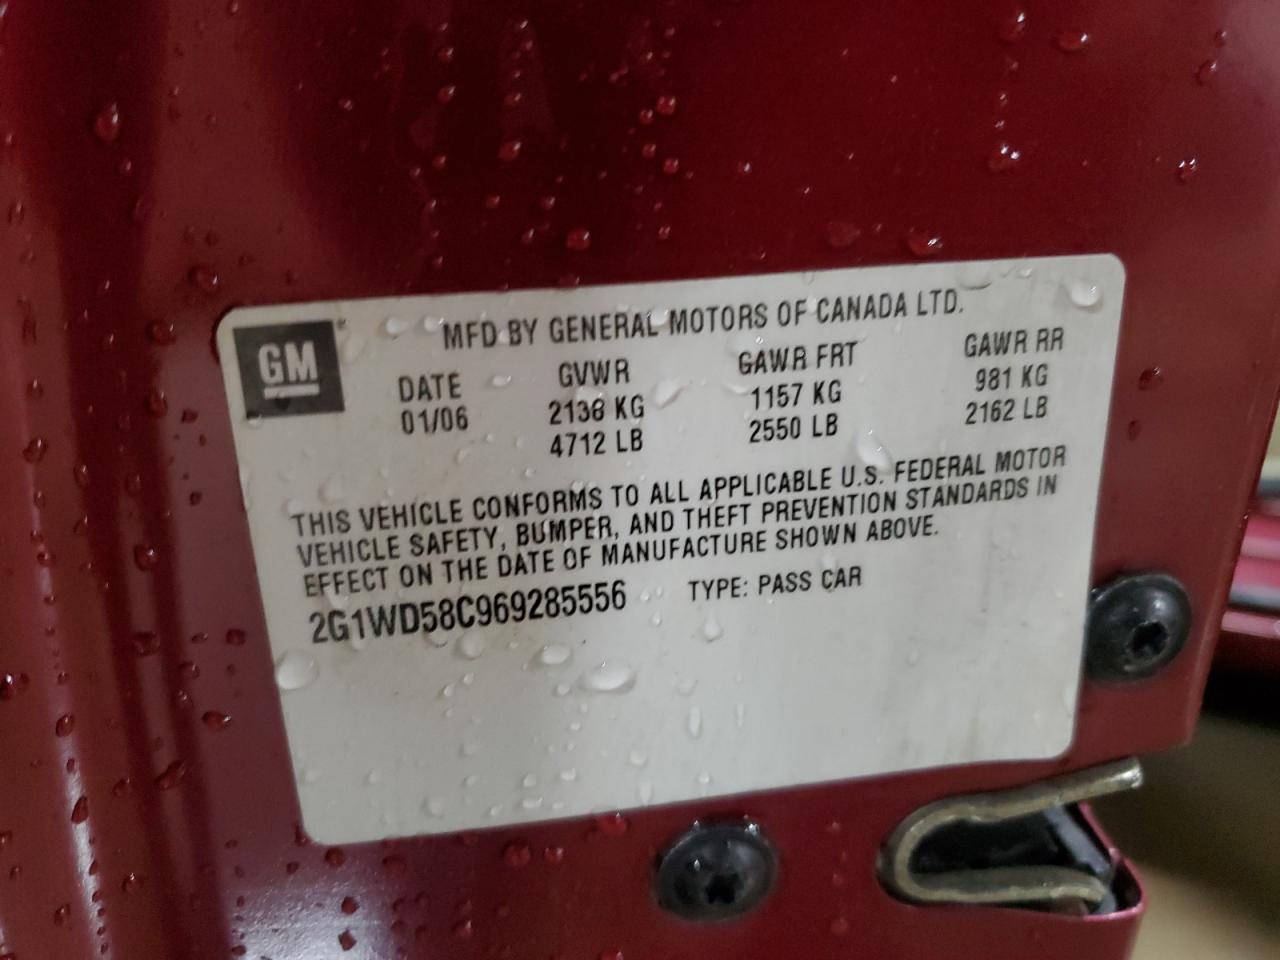 GM
MFD BY GENERAL MOTORS OF CANADA LTD.
DATE GVWR GAWR FRT GAWR RR
01/06 2138 KG 1157 KG 981 KG
4712 LB 2550 LB 2162 LB
THIS VEHICLE CONFORMS TO ALL APPLICABLE U.S. FEDERAL MOTOR
VEHICLE SAFETY, BUMPER, AND THEFT PREVENTION STANDARDS IN
EFFECT ON THE DATE OF MANUFACTURE SHOWN ABOVE.
2G1WD58C969285556 TYPE: PASS CAR